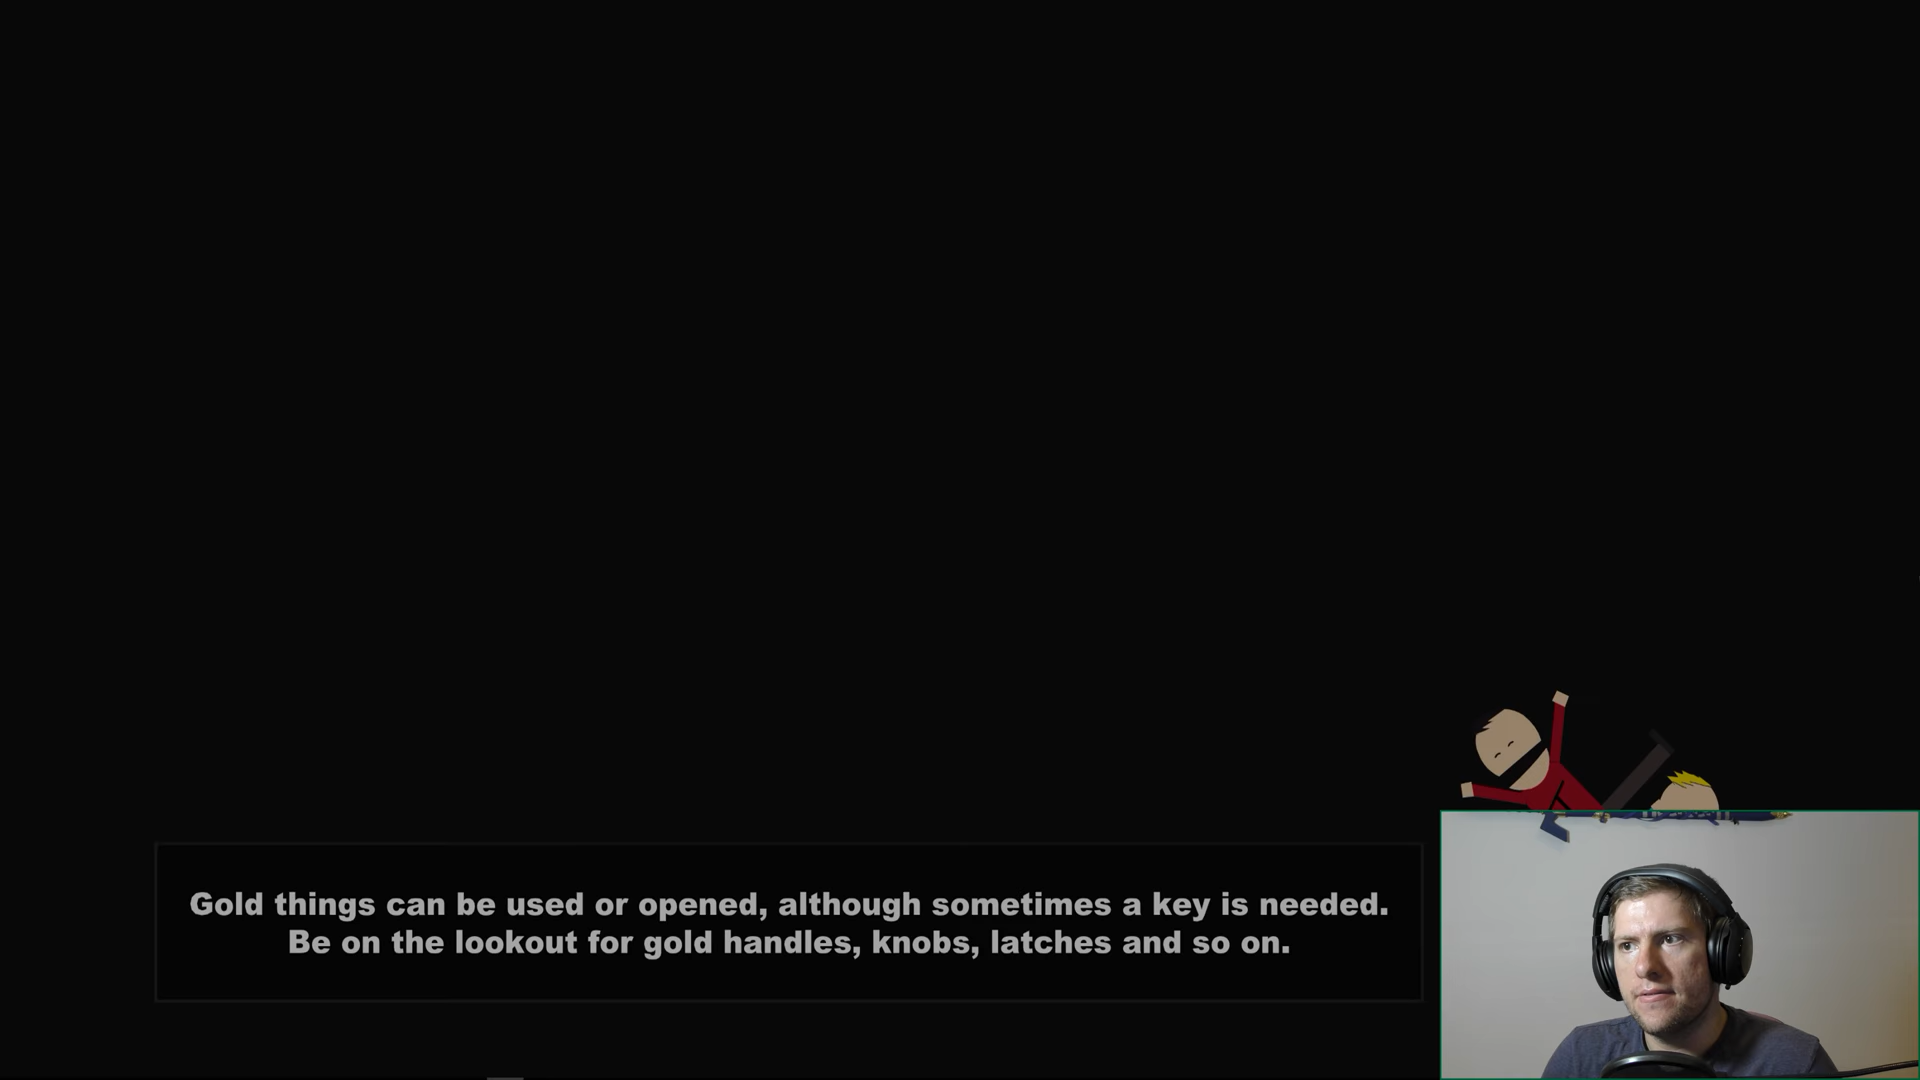 Gold things can be used or opened, although sometimes a key is needed.
Be on the lookout for gold handles, knobs, latches and so on.